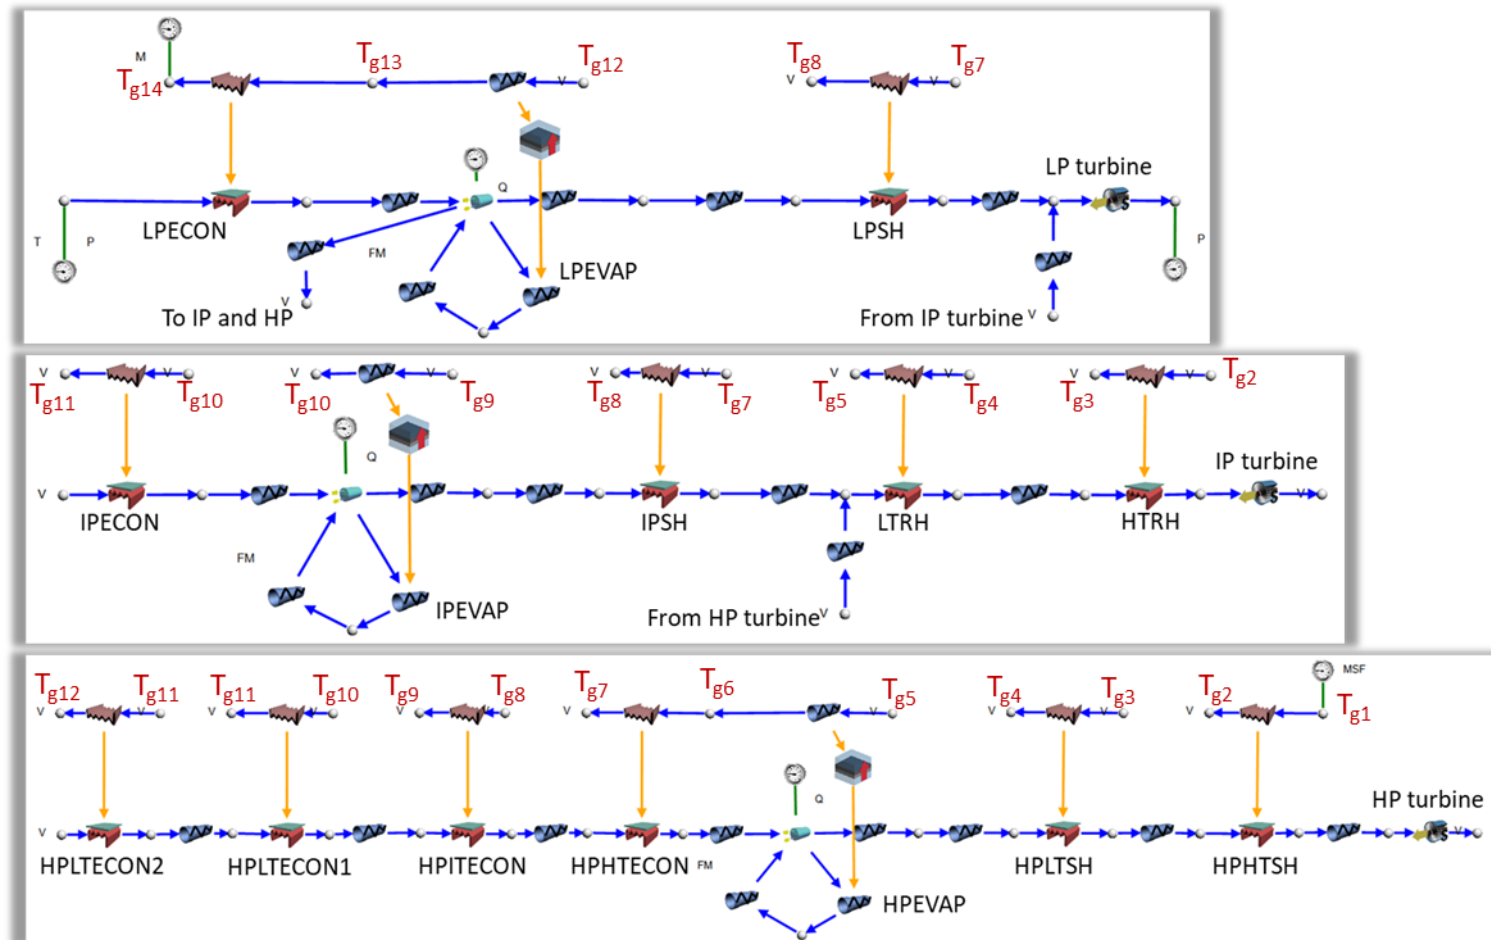 M
Tg14
Tg13
Tg12
V
Tg8
V
Tg7
V
LP turbine
Q
LPECON
LPSH
S
T
P
FM
P
LPEVAP
V
To IP and HP
From IP turbine
V
V
Tg11
V
Tg10
V
Tg10
V
Tg9
V
Tg8
V
Tg7
V
Tg5
V
Tg4
V
Tg3
V
Tg2
Q
IP turbine
V
IPECON
IPSH
LTRH
HTRH
S
V
FM
IPEVAP
From HP turbine
V
MSF
Tg12
V
Tg11
V
Tg11
V
Tg10
V
Tg9
V
Tg8
V
Tg7
V
Tg6
Tg5
V
Tg4
V
Tg3
V
Tg2
V
Tg1
Q
HP turbine
V
S
V
HPLTECON2
HPLTECON1
HPITECON
HPHTECON
FM
HPLTSH
HPHTSH
HPEVAP